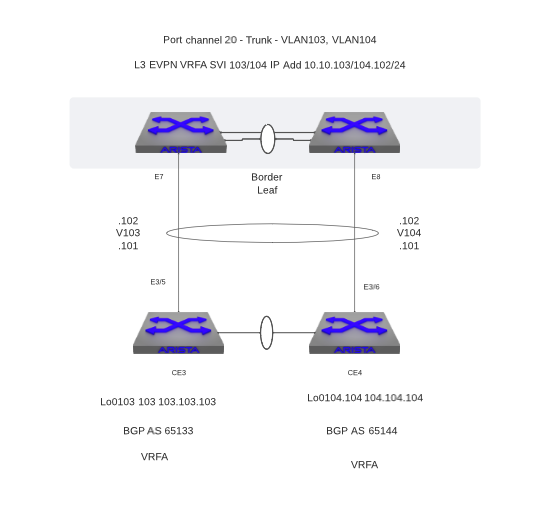 Port channel 20 - Trunk - VLAN103, VLAN104
L3 EVPN VRFA SVI 103/104 IP Add 10.10.103/104.102/24
ARISTA
ARISTA
E7
Border
Leaf
E8
.102
V103
.101
.102
V104
.101
E3/5
E3/6
ARISTA
ARISTA
CE3
CE4
Lo0103 103 103.103.103
Lo0104.104 104.104.104
BGP AS 65133
BGP AS 65144
VRFA
VRFA